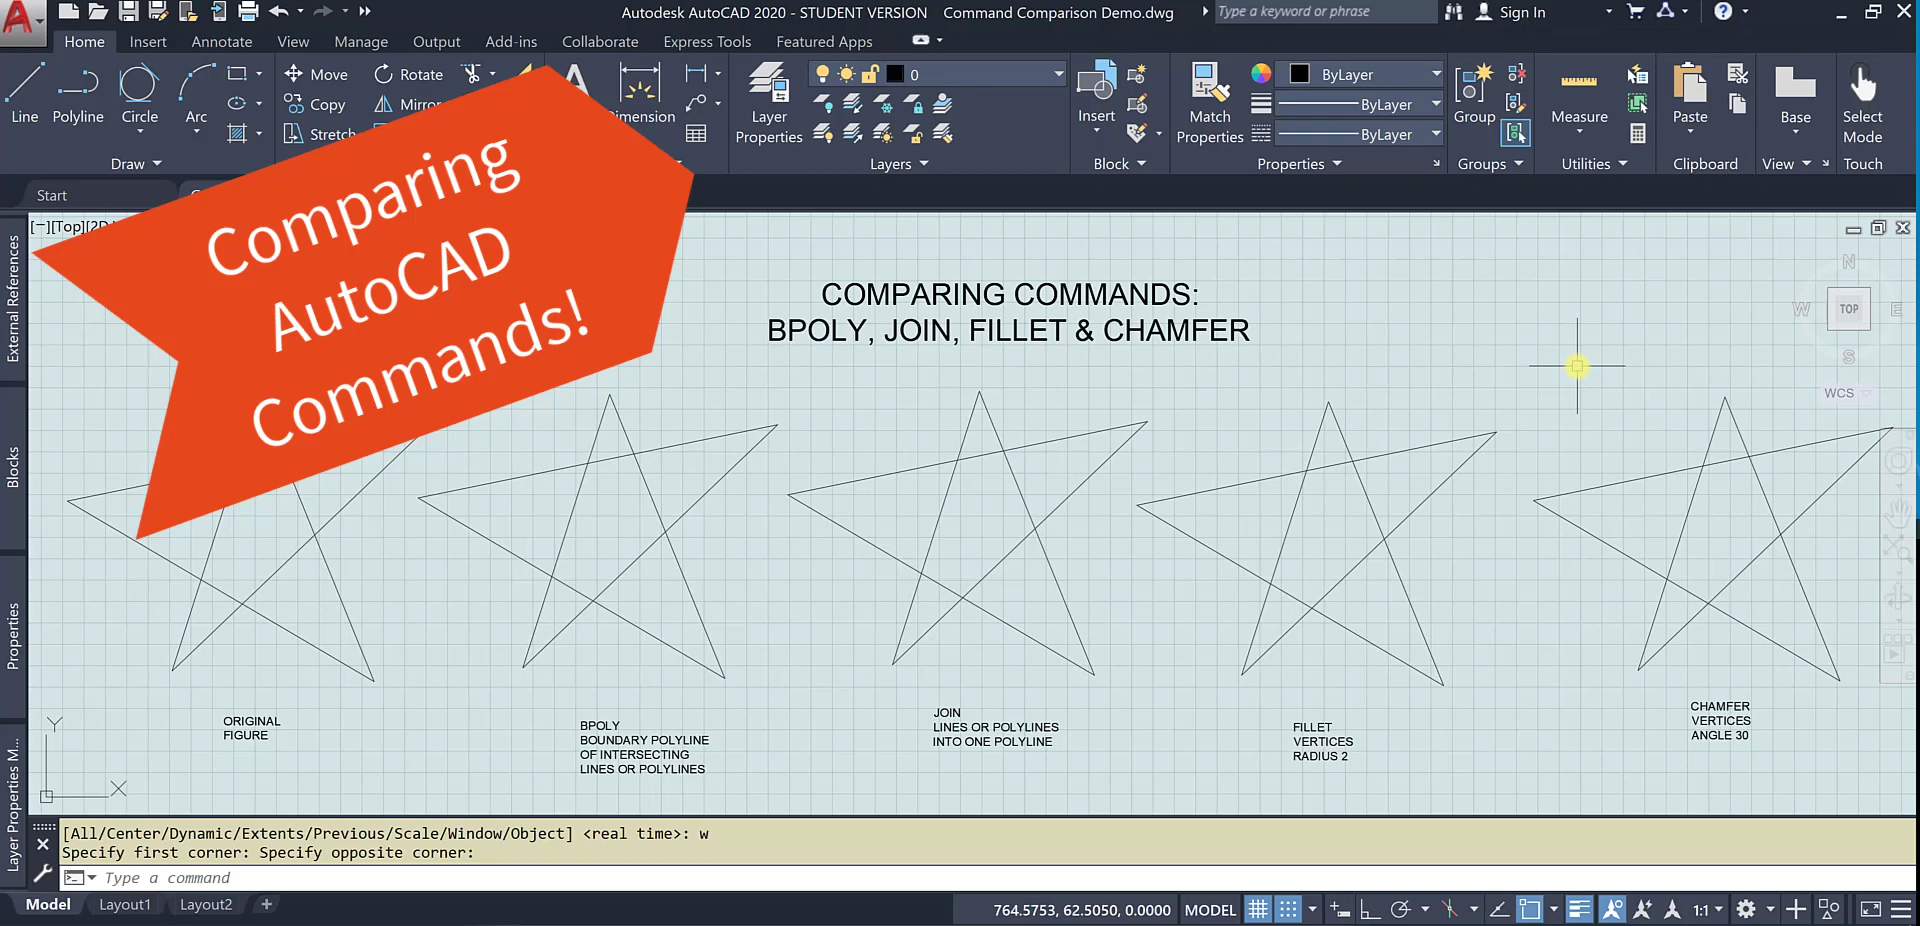 Autodesk AutoCAD 2020 - STUDENT VERSION Command Comparison Demo.dwg
Type a keyword or phrase
Sign In
Home Insert Annotate View Manage Output Add-ins Collaborate Express Tools Featured Apps
Line Polyline Circle Arc
Move Rotate
Copy Mirror
Stretch
Layer Properties
0
Insert
Match Properties
ByLayer
ByLayer
ByLayer
Group
Measure
Paste
Base
Select Mode
Draw Layers Block Properties Groups Utilities Clipboard View Touch
Start
Comparing
AutoCAD
Commands!
External References
Blocks
Properties
Layer Properties M...
COMPARING COMMANDS:
BPOLY, JOIN, FILLET & CHAMFER
N
W TOP E
S
WCS
ORIGINAL
FIGURE
BPOLY
BOUNDARY POLYLINE
OF INTERSECTING
LINES OR POLYLINES
JOIN
LINES OR POLYLINES
INTO ONE POLYLINE
FILLET
VERTICES
RADIUS 2
CHAMFER
VERTICES
ANGLE 30
Y
X
[All/Center/Dynamic/Extents/Previous/Scale/Window/Object] <real time>: w
Specify first corner: Specify opposite corner:
Type a command
Model Layout1 Layout2
764.5753, 62.5050, 0.0000 MODEL 1:1